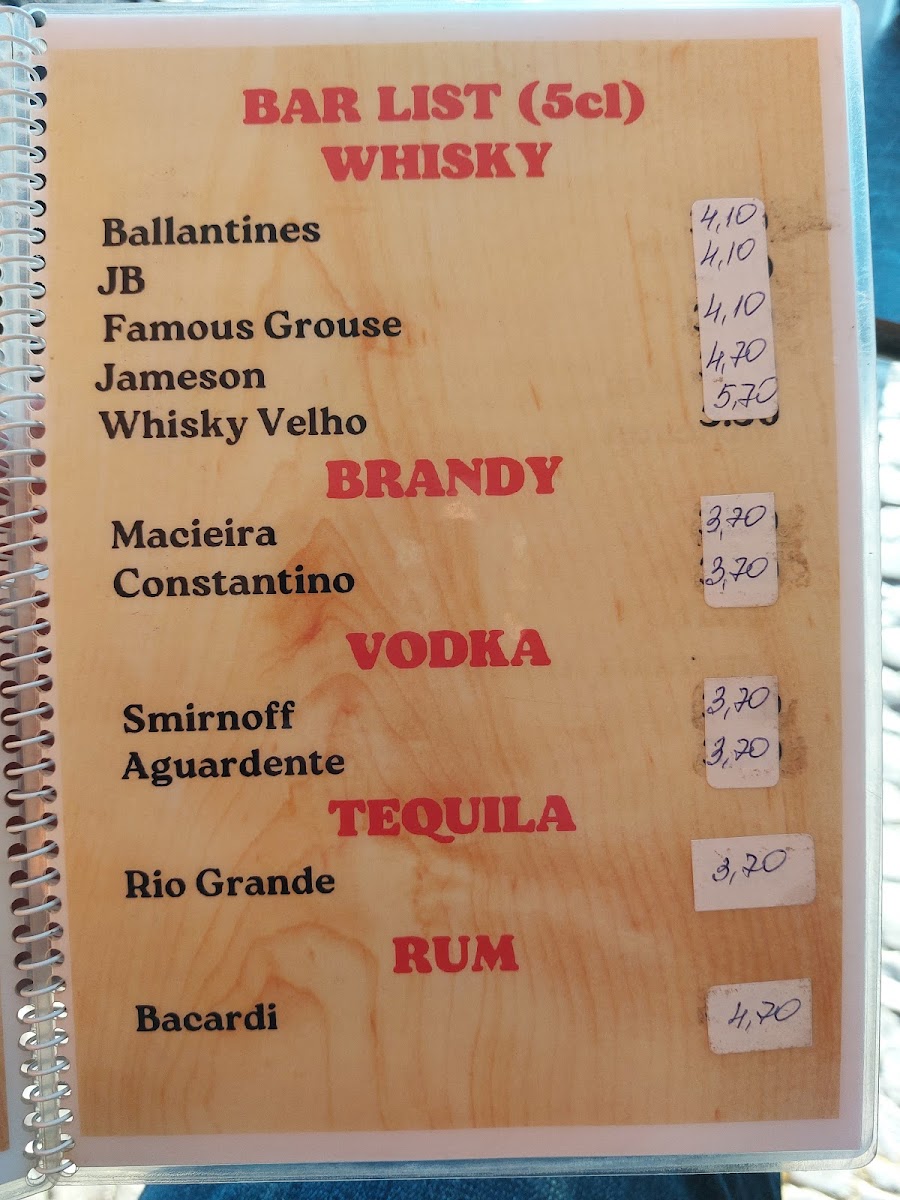 BAR LIST (5cl)
WHISKY
Ballantines 4,10
JB 4,10
Famous Grouse 4,10
Jameson 4,70
Whisky Velho 5,70
BRANDY
Macieira 3,70
Constantino 3,70
VODKA
Smirnoff 3,70
Aguardente 3,70
TEQUILA
Rio Grande 3,70
RUM
Bacardi 4,70